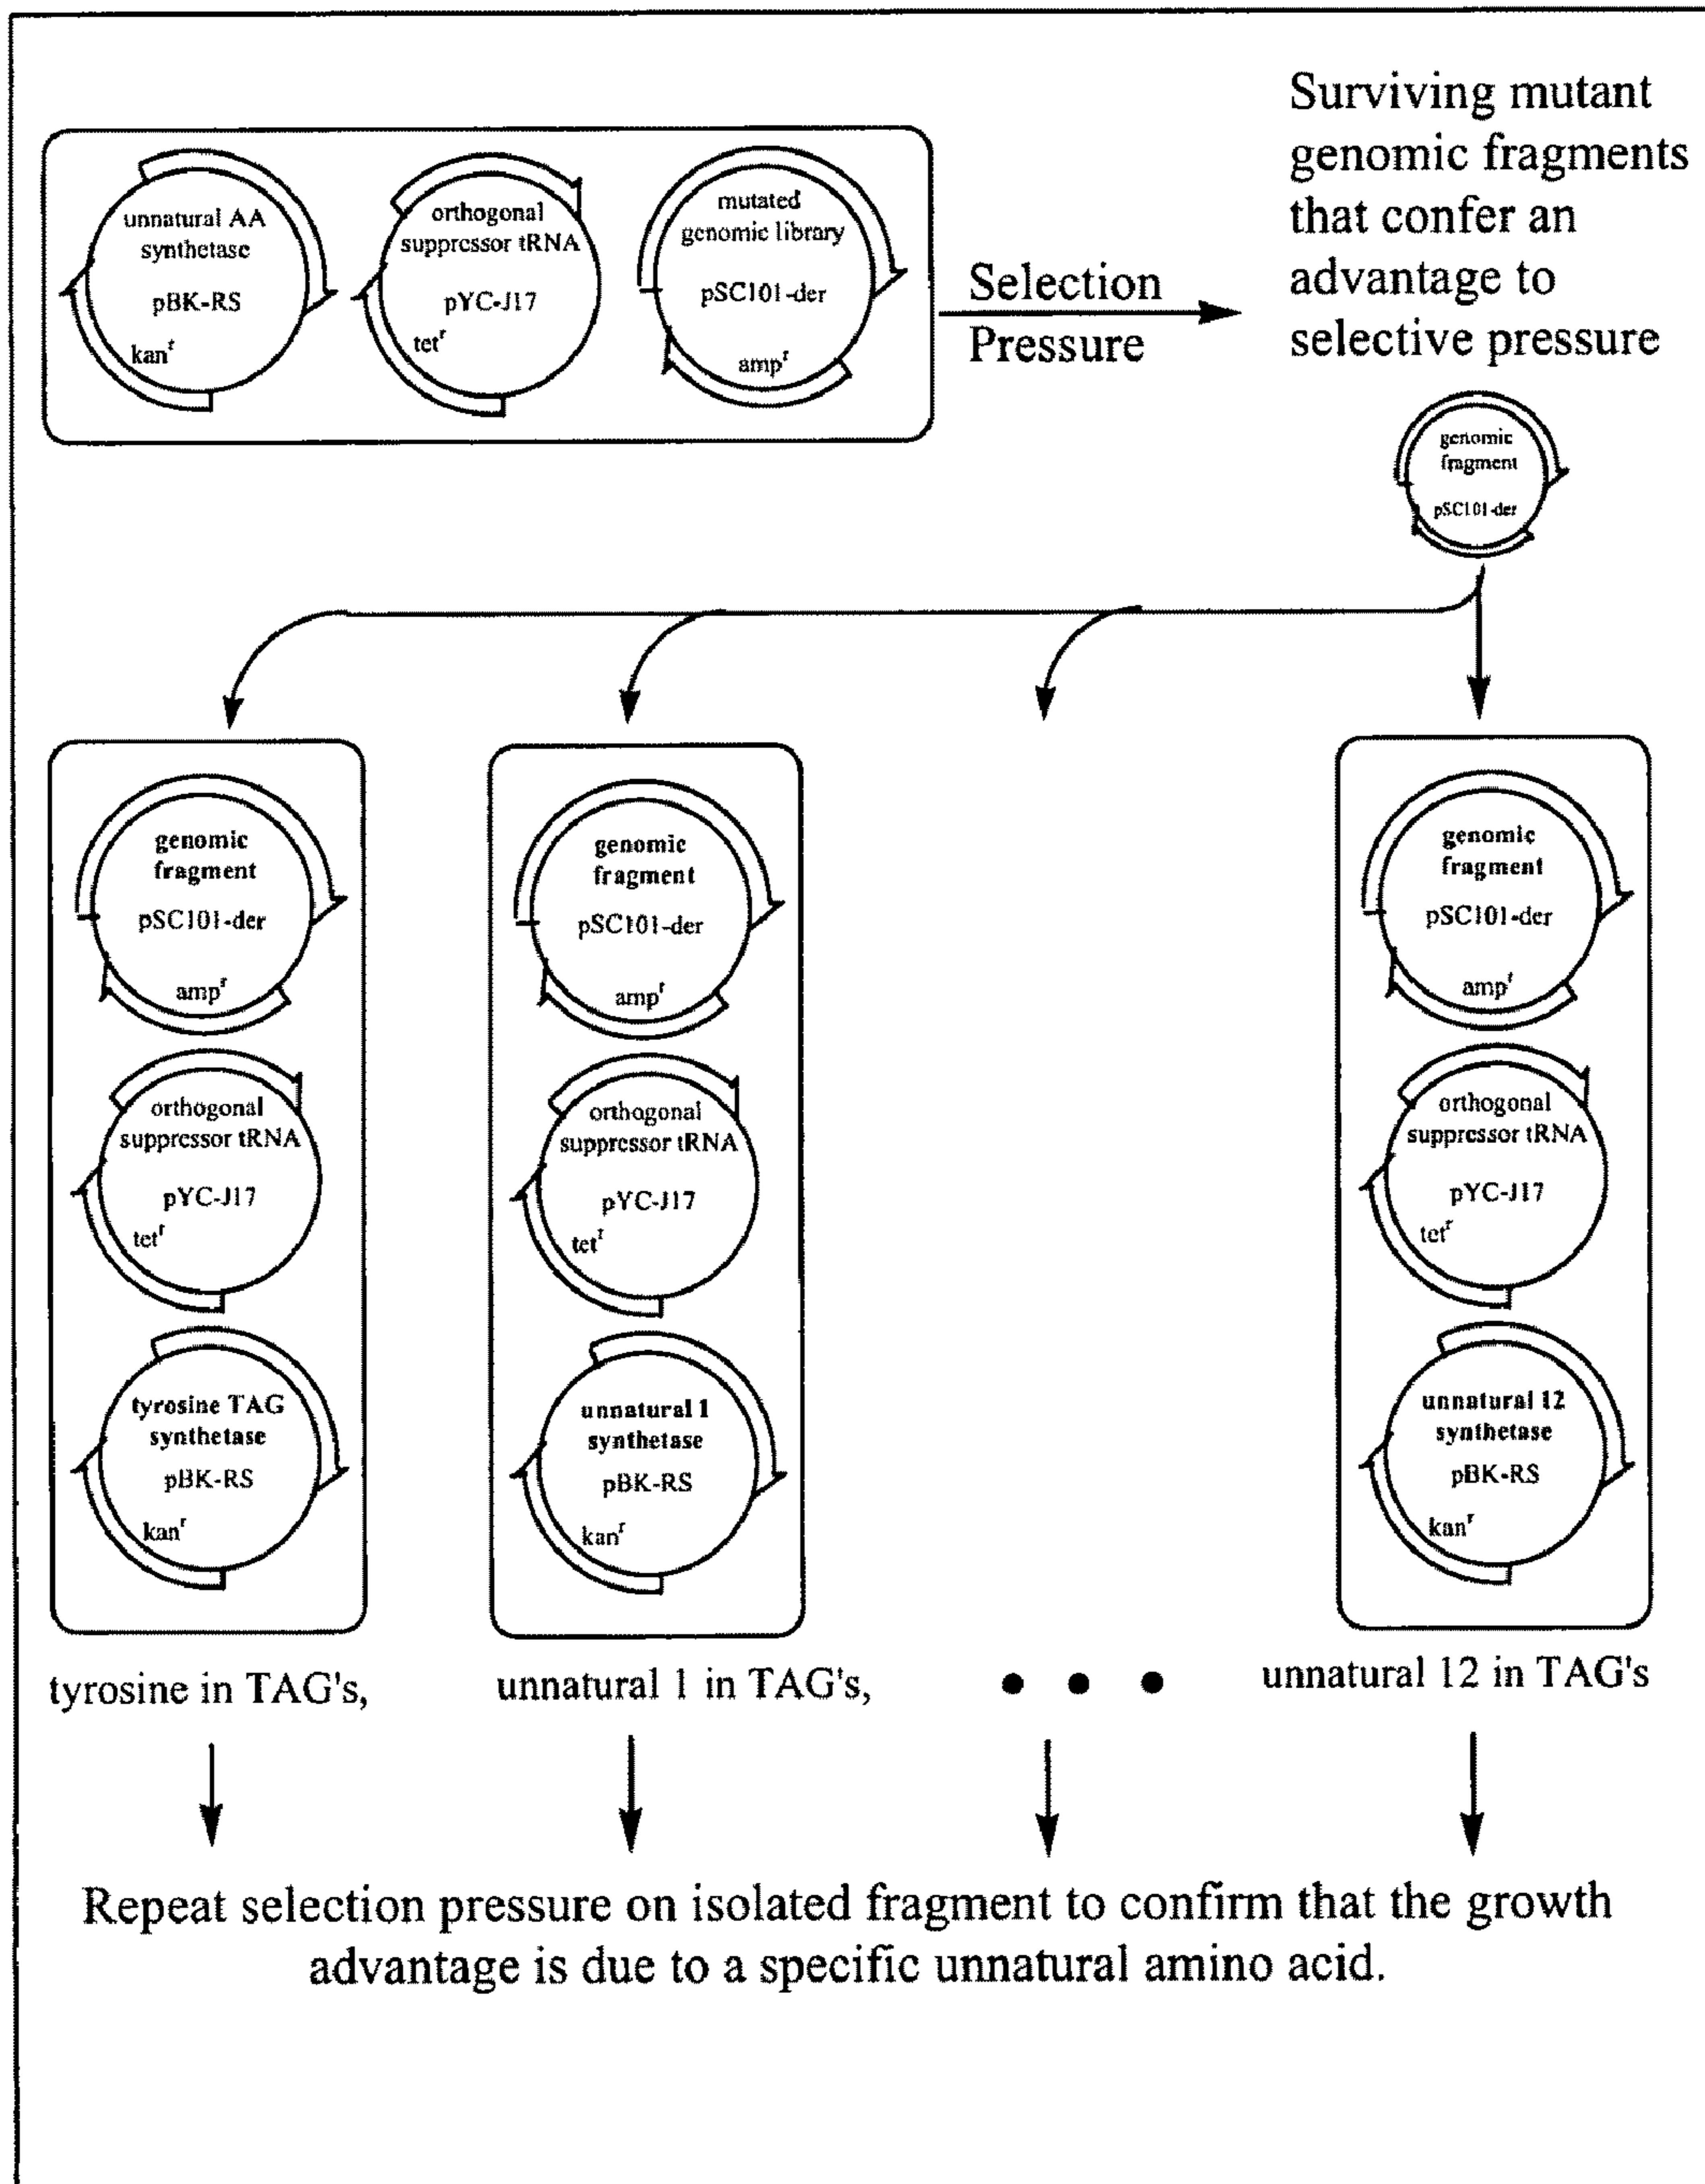 unnatural AA
synthetase
pBK-RS
kanʳ
orthogonal
suppressor tRNA
pYC-J17
tetʳ
mutated
genomic library
pSC101-der
ampʳ
Selection
Pressure
Surviving mutant
genomic fragments
that confer an
advantage to
selective pressure
genomic
fragment
pSC101-der
genomic
fragment
pSC101-der
ampʳ
orthogonal
suppressor tRNA
pYC-J17
tetʳ
tyrosine TAG
synthetase
pBK-RS
kanʳ
tyrosine in TAG's,
genomic
fragment
pSC101-der
ampʳ
orthogonal
suppressor tRNA
pYC-J17
tetʳ
unnatural 1
synthetase
pBK-RS
kanʳ
unnatural 1 in TAG's,
• • •
genomic
fragment
pSC101-der
ampʳ
orthogonal
suppressor tRNA
pYC-J17
tetʳ
unnatural 12
synthetase
pBK-RS
kanʳ
unnatural 12 in TAG's
Repeat selection pressure on isolated fragment to confirm that the growth
advantage is due to a specific unnatural amino acid.